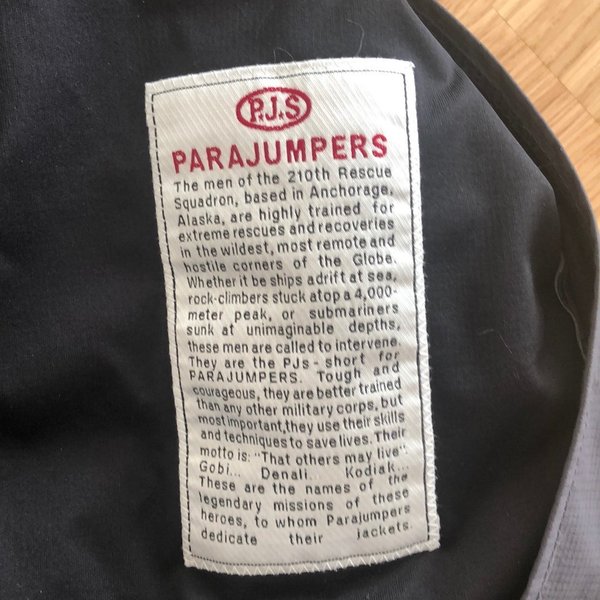 P.J.S
PARAJUMPERS
The men of the 210th Rescue
Squadron, based in Anchorage,
Alaska, are highly trained for
extreme rescues and recoveries
in the wildest, most remote and
hostile corners of the Globe.
Whether it be ships adrift at sea,
rock-climbers stuck atop a 4,000-
meter peak, or submariners
sunk at unimaginable depths,
these men are called to intervene.
They are the PJs - short for
PARAJUMPERS. Tough and
courageous, they are better trained
than any other military corps, but
most important,they use their skills
and techniques to save lives. Their
motto is: "That others may live".
Gobi... Denali. Kodiak...
These are the names of the
legendary missions of these
heroes, to whom Parajumpers
dedicate their jackets.